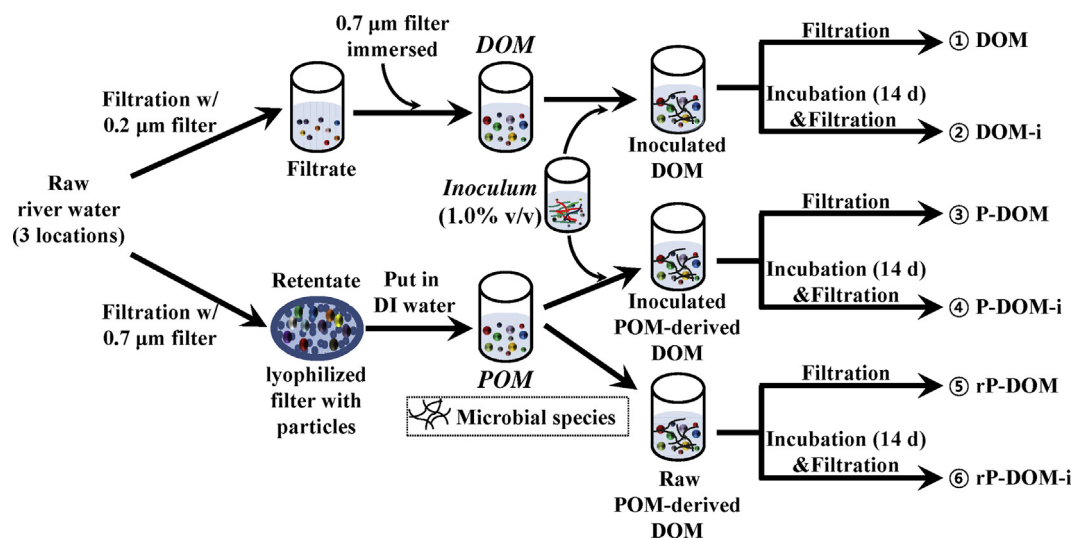 Raw
river water
(3 locations)
Filtration w/
0.2 μm filter
Filtrate
0.7 μm filter
immersed
DOM
Inoculum
(1.0% v/v)
Inoculated
DOM
Filtration
① DOM
Incubation (14 d)
&Filtration
② DOM-i
Filtration w/
0.7 μm filter
Retentate
lyophilized
filter with
particles
Put in
DI water
POM
Microbial species
Inoculated
POM-derived
DOM
Filtration
③ P-DOM
Incubation (14 d)
&Filtration
④ P-DOM-i
Raw
POM-derived
DOM
Filtration
⑤ rP-DOM
Incubation (14 d)
&Filtration
⑥ rP-DOM-i